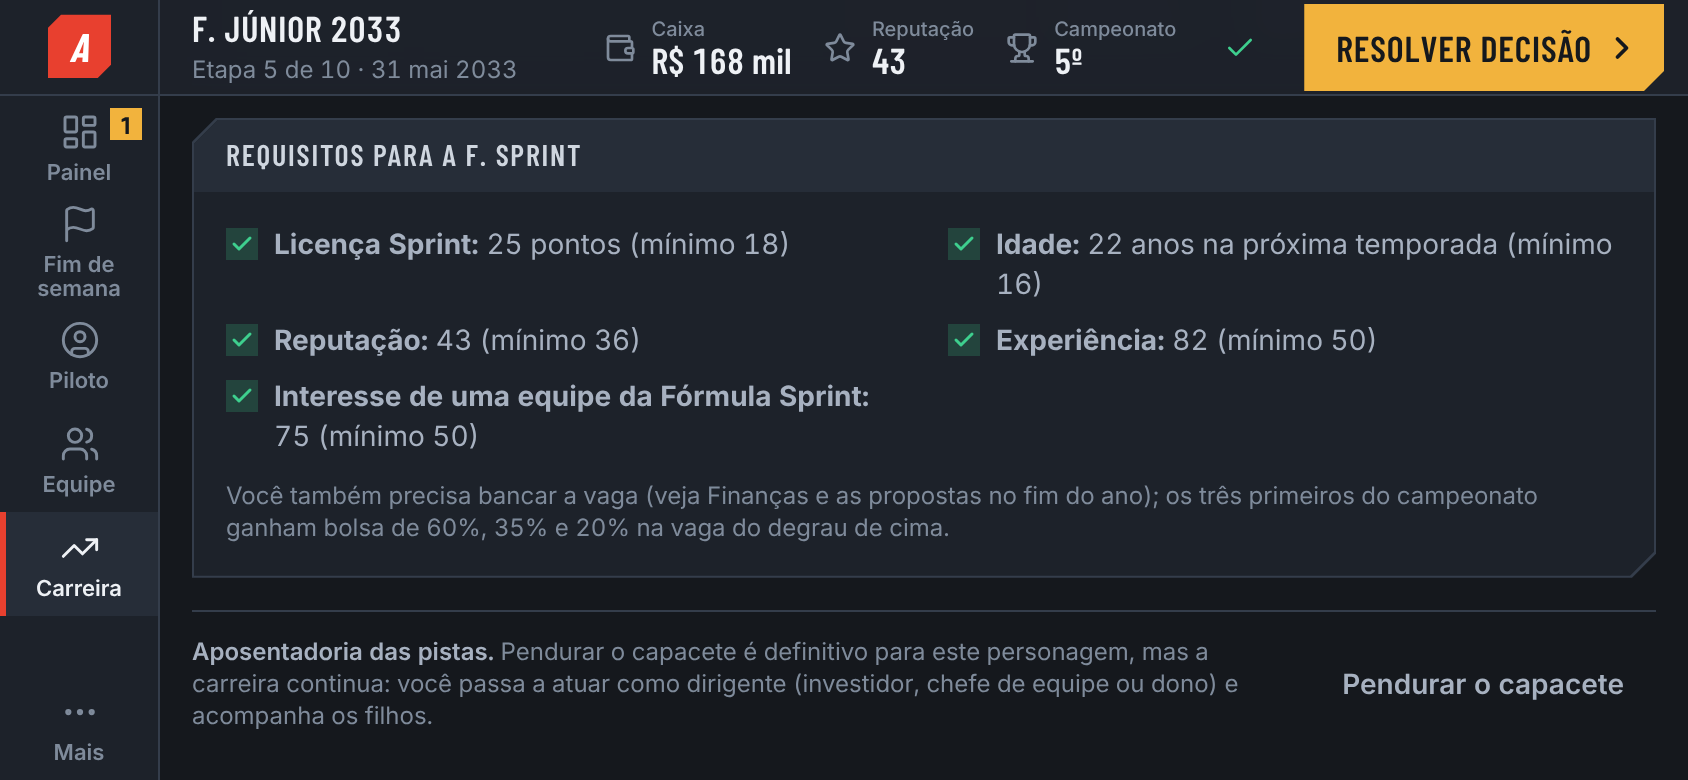 A
F. JÚNIOR 2033
Etapa 5 de 10 · 31 mai 2033
Caixa
R$ 168 mil
Reputação
43
Campeonato
5º
RESOLVER DECISÃO
Painel
1
Fim de
semana
Piloto
Equipe
Carreira
Mais
REQUISITOS PARA A F. SPRINT
Licença Sprint: 25 pontos (mínimo 18)
Idade: 22 anos na próxima temporada (mínimo
16)
Reputação: 43 (mínimo 36)
Experiência: 82 (mínimo 50)
Interesse de uma equipe da Fórmula Sprint:
75 (mínimo 50)
Você também precisa bancar a vaga (veja Finanças e as propostas no fim do ano); os três primeiros do campeonato
ganham bolsa de 60%, 35% e 20% na vaga do degrau de cima.
Aposentadoria das pistas. Pendurar o capacete é definitivo para este personagem, mas a
carreira continua: você passa a atuar como dirigente (investidor, chefe de equipe ou dono) e
acompanha os filhos.
Pendurar o capacete